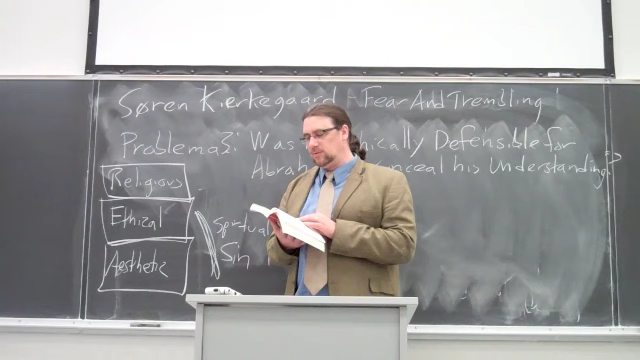 Søren Kierkegaard Fear And Trembling
Problema 3: Was Defensible for
conceal his Understanding?
Religious
Ethical
Aesthetic
Spiritual
Sin